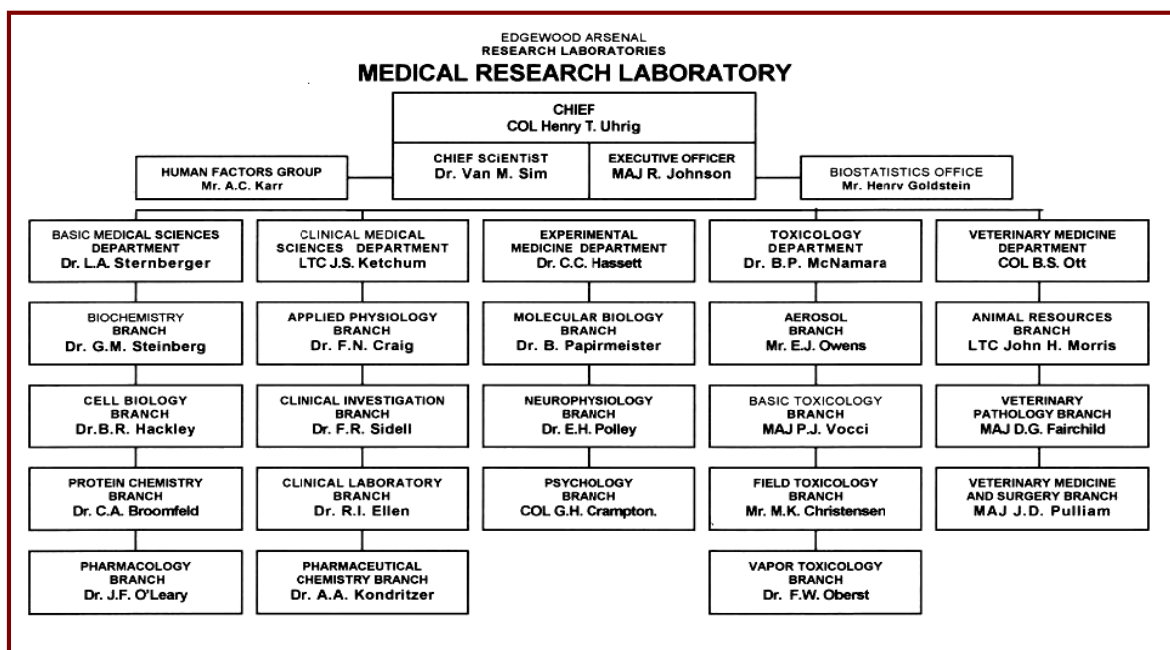 EDGEWOOD ARSENAL
RESEARCH LABORATORIES
MEDICAL RESEARCH LABORATORY
CHIEF
COL Henry T. Uhrig
CHIEF SCiENTiST
Dr. Van M. Sim
EXECUTIVE OFFICER
MAJ R. Johnson
HUMAN FACTORS GROUP
Mr. A.C. Karr
BIOSTATISTICS OFFICE
Mr. Henry Goldstein
BASIC MEDICAL SCIENCES
DEPARTMENT
Dr. L.A. Sternberger
CLINICAL MEDICAL
SCIENCES DEPARTMENT
LTC J.S. Ketchum
EXPERIMENTAL
MEDICINE DEPARTMENT
Dr. C.C. Hassett
TOXICOLOGY
DEPARTMENT
Dr. B.P. McNamara
VETERINARY MEDICINE
DEPARTMENT
COL B.S. Ott
BIOCHEMISTRY
BRANCH
Dr. G.M. Steinberg
APPLIED PHYSIOLOGY
BRANCH
Dr. F.N. Craig
MOLECULAR BIOLOGY
BRANCH
Dr. B. Papirmeister
AEROSOL
BRANCH
Mr. E.J. Owens
ANIMAL RESOURCES
BRANCH
LTC John H. Morris
CELL BIOLOGY
BRANCH
Dr.B.R. Hackley
CLINICAL INVESTIGATION
BRANCH
Dr. F.R. Sidell
NEUROPHYSIOLOGY
BRANCH
Dr. E.H. Polley
BASIC TOXICOLOGY
BRANCH
MAJ P.J. Vocci
VETERINARY
PATHOLOGY BRANCH
MAJ D.G. Fairchild
PROTEIN CHEMISTRY
BRANCH
Dr. C.A. Broomfeld
CLINICAL LABORATORY
BRANCH
Dr. R.I. Ellen
PSYCHOLOGY
BRANCH
COL G.H. Crampton.
FIELD TOXICOLOGY
BRANCH
Mr. M.K. Christensen
VETERINARY MEDICINE
AND SURGERY BRANCH
MAJ J.D. Pulliam
PHARMACOLOGY
BRANCH
Dr. J.F. O'Leary
PHARMACEUTICAL
CHEMISTRY BRANCH
Dr. A.A. Kondritzer
VAPOR TOXICOLOGY
BRANCH
Dr. F.W. Oberst